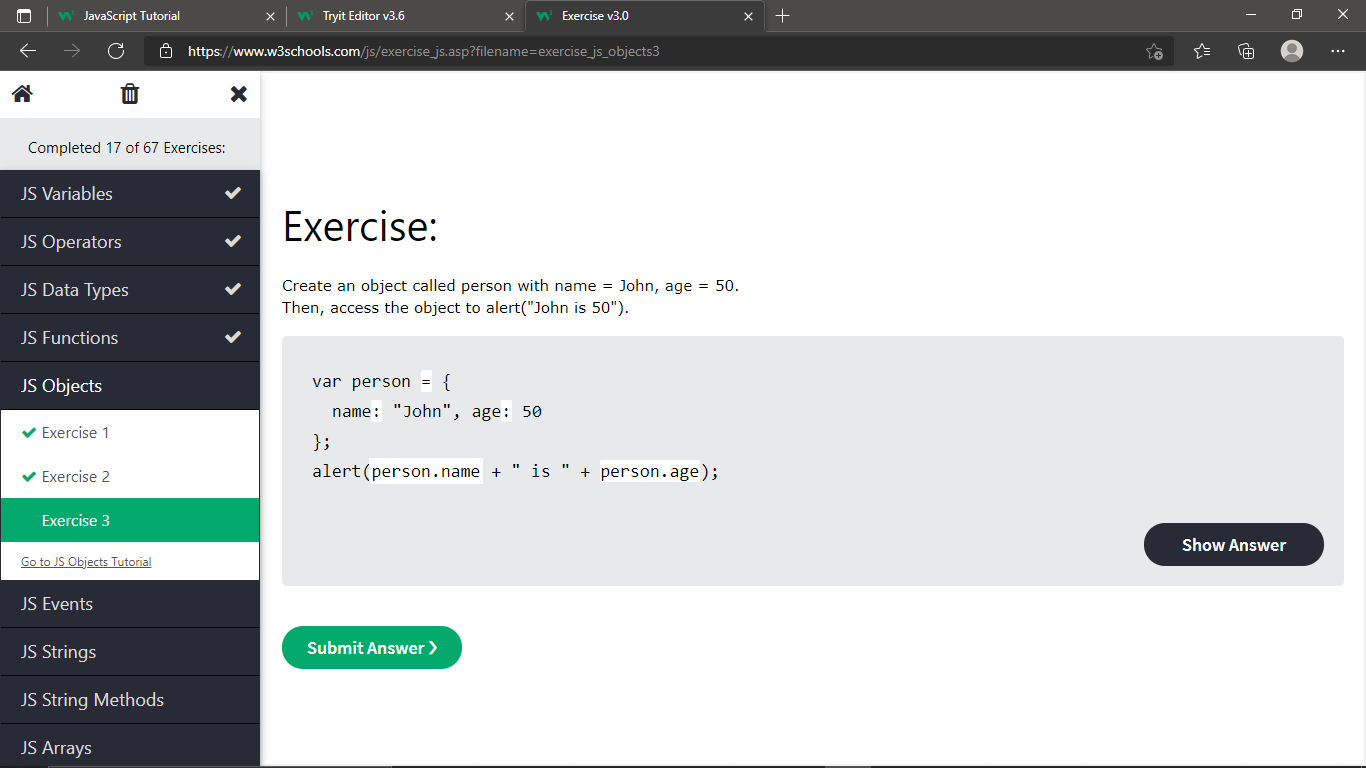 JavaScript Tutorial
Tryit Editor v3.6
Exercise v3.0
https://www.w3schools.com/js/exercise_js.asp?filename=exercise_js_objects3
Completed 17 of 67 Exercises:
JS Variables
JS Operators
JS Data Types
JS Functions
JS Objects
Exercise 1
Exercise 2
Exercise 3
Go to JS Objects Tutorial
JS Events
JS Strings
JS String Methods
JS Arrays
Exercise:
Create an object called person with name = John, age = 50.
Then, access the object to alert("John is 50").
var person = {
name: "John", age: 50
};
alert(person.name + " is " + person.age);
Show Answer
Submit Answer ❯